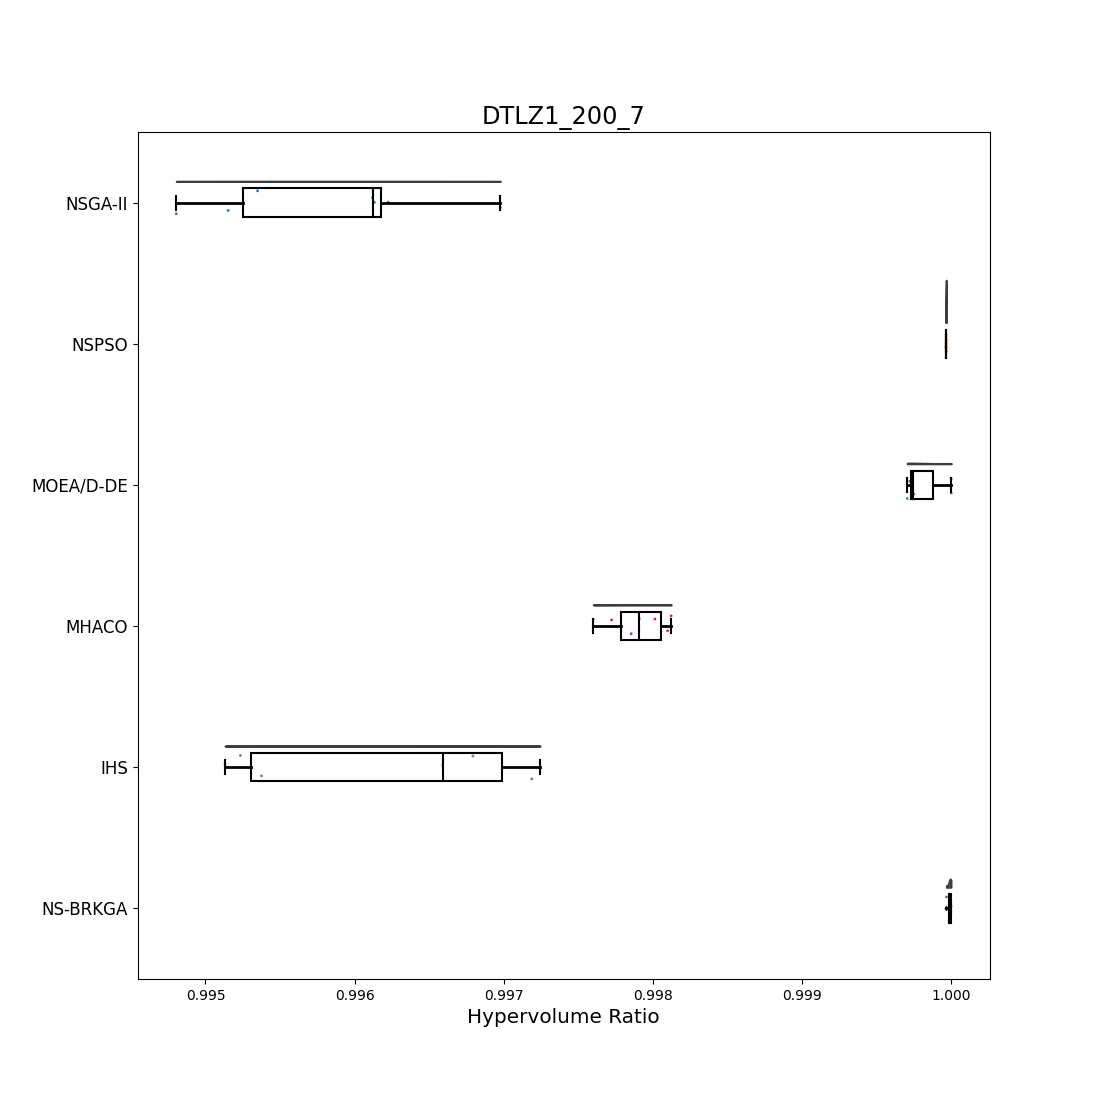 DTLZ1_200_7
NSGA-II
NSPSO
MOEA/D-DE
MHACO
IHS
NS-BRKGA
0.995 0.996 0.997 0.998 0.999 1.000
Hypervolume Ratio